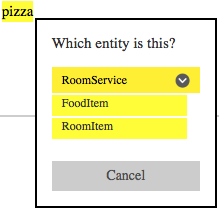 pizza
Which entity is this?
RoomService
FoodItem
RoomItem
Cancel